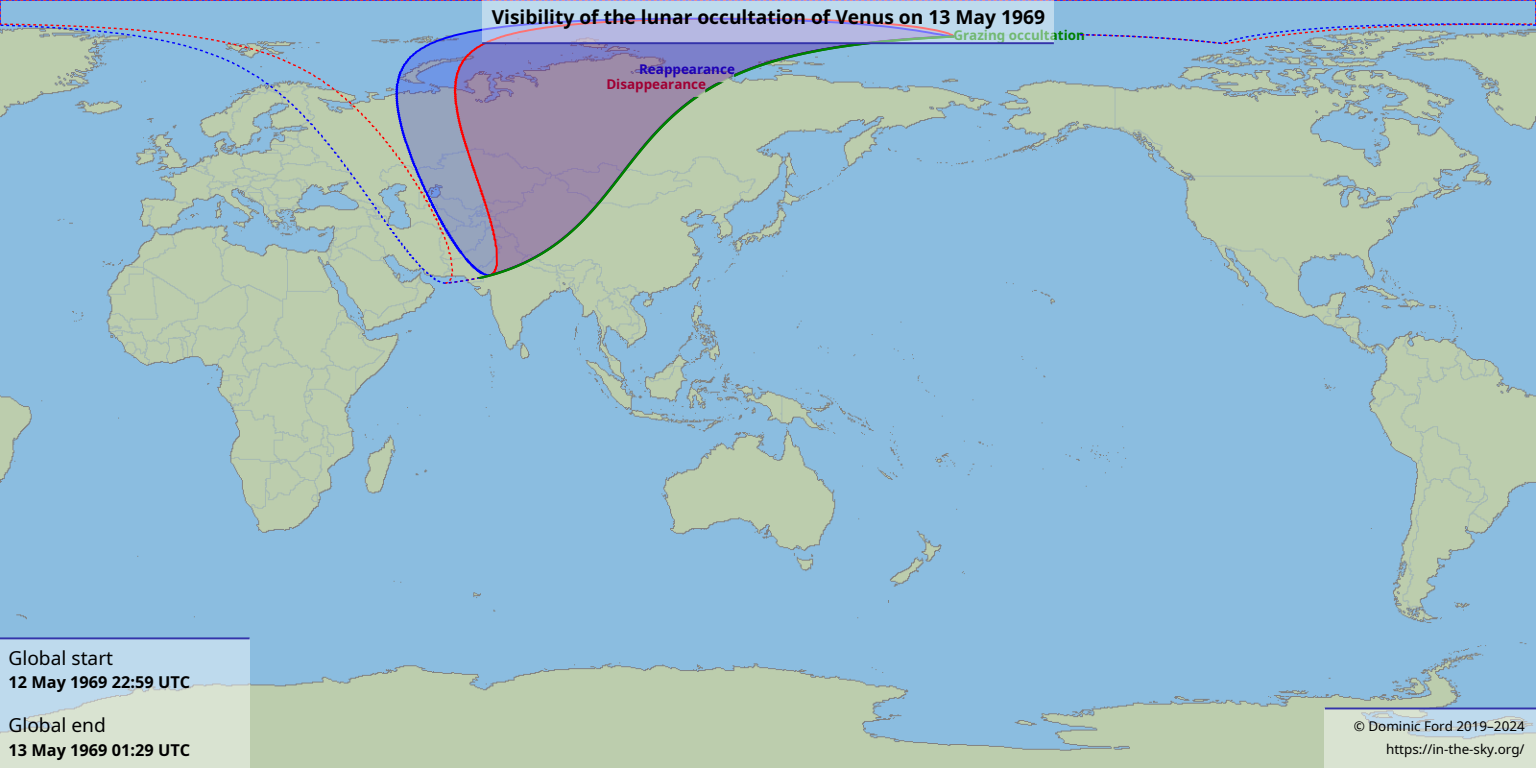 Visibility of the lunar occultation of Venus on 13 May 1969
Grazing occultation
Reappearance
Disappearance
Global start
12 May 1969 22:59 UTC
Global end
13 May 1969 01:29 UTC
© Dominic Ford 2019–2024
https://in-the-sky.org/